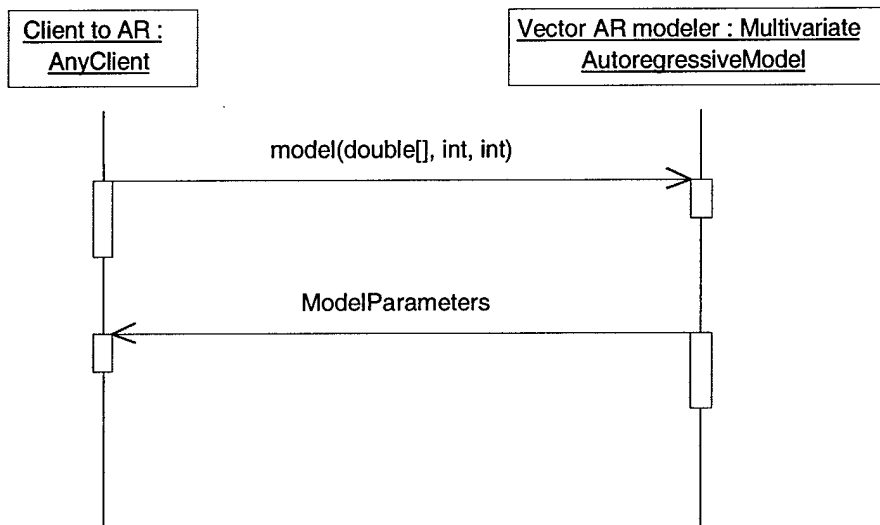 Client to AR :
AnyClient
Vector AR modeler : Multivariate
AutoregressiveModel
model(double[], int, int)
ModelParameters